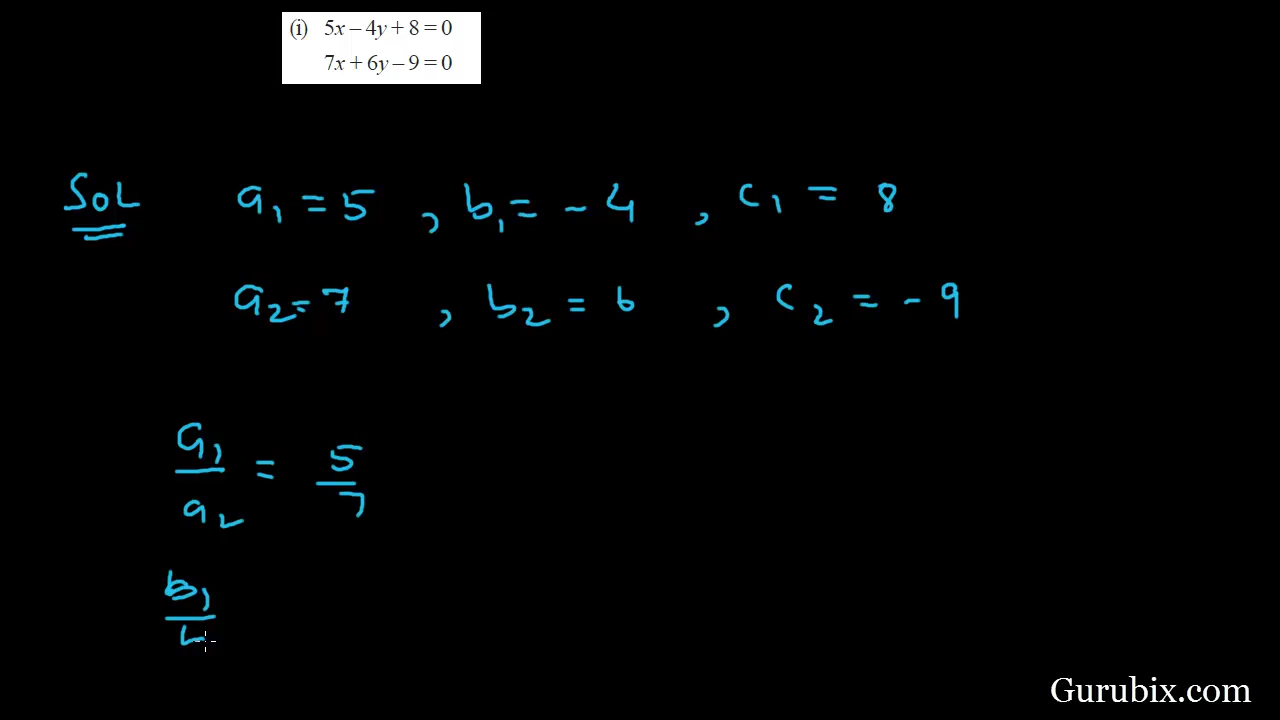 (i) 5x – 4y + 8 = 0
7x + 6y – 9 = 0
SOL a₁ = 5 , b₁ = - 4 , c₁ = 8
a₂ = 7 , b₂ = 6 , c₂ = - 9
a₁/a₂ = 5/7
b₁/b
Gurubix.com